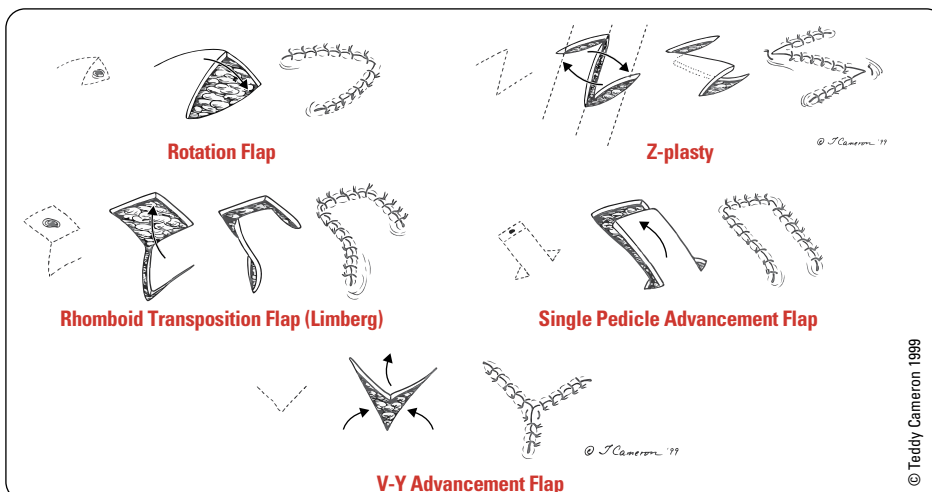 Rotation Flap
Z-plasty
© T Cameron '99
Rhomboid Transposition Flap (Limberg)
Single Pedicle Advancement Flap
© T Cameron '99
V-Y Advancement Flap
© Teddy Cameron 1999